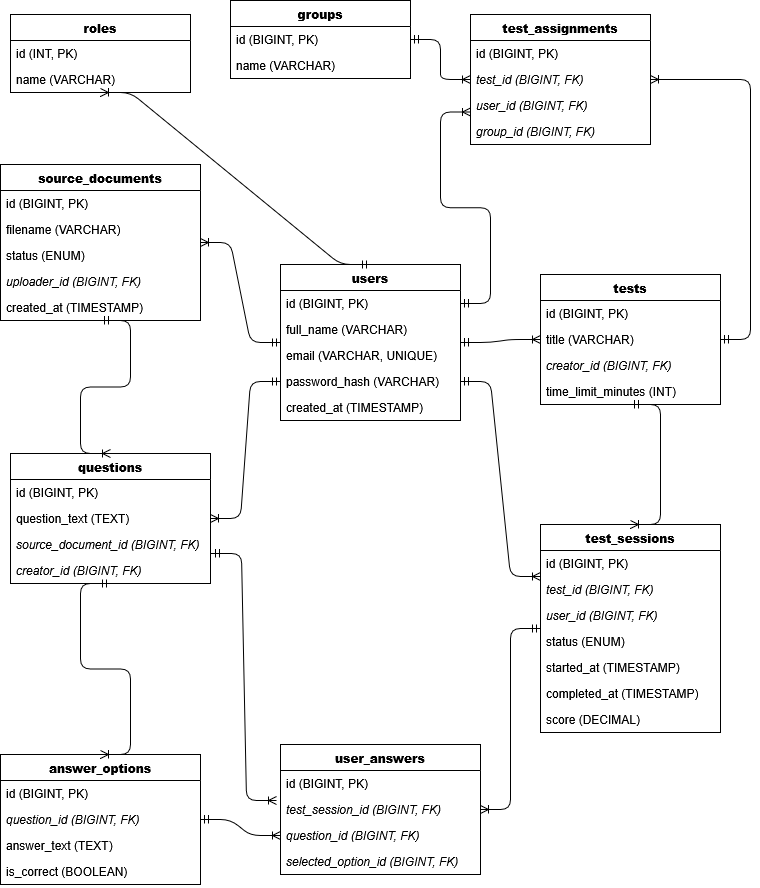 roles
id (INT, PK)
name (VARCHAR)
groups
id (BIGINT, PK)
name (VARCHAR)
test_assignments
id (BIGINT, PK)
test_id (BIGINT, FK)
user_id (BIGINT, FK)
group_id (BIGINT, FK)
source_documents
id (BIGINT, PK)
filename (VARCHAR)
status (ENUM)
uploader_id (BIGINT, FK)
created_at (TIMESTAMP)
users
id (BIGINT, PK)
full_name (VARCHAR)
email (VARCHAR, UNIQUE)
password_hash (VARCHAR)
created_at (TIMESTAMP)
tests
id (BIGINT, PK)
title (VARCHAR)
creator_id (BIGINT, FK)
time_limit_minutes (INT)
questions
id (BIGINT, PK)
question_text (TEXT)
source_document_id (BIGINT, FK)
creator_id (BIGINT, FK)
test_sessions
id (BIGINT, PK)
test_id (BIGINT, FK)
user_id (BIGINT, FK)
status (ENUM)
started_at (TIMESTAMP)
completed_at (TIMESTAMP)
score (DECIMAL)
answer_options
id (BIGINT, PK)
question_id (BIGINT, FK)
answer_text (TEXT)
is_correct (BOOLEAN)
user_answers
id (BIGINT, PK)
test_session_id (BIGINT, FK)
question_id (BIGINT, FK)
selected_option_id (BIGINT, FK)